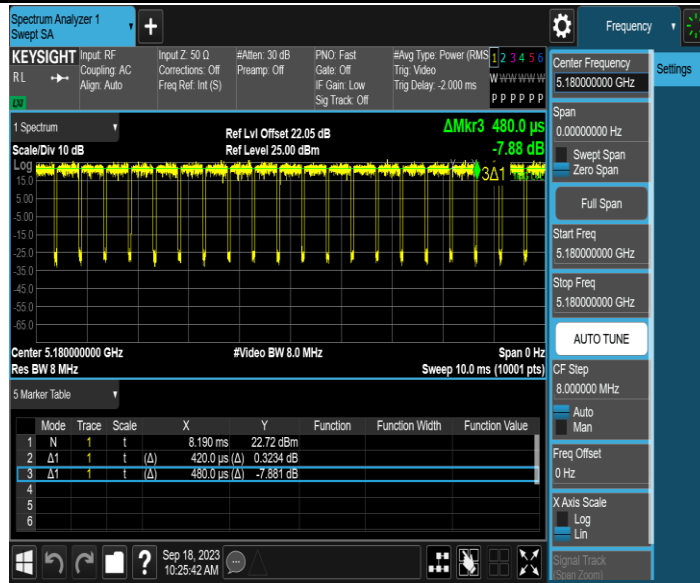 Spectrum Analyzer 1
Swept SA
Frequency
KEYSIGHT
RL
LXI
Input: RF
Coupling: AC
Align: Auto
Input Z: 50 Ω
Corrections: Off
Freq Ref: Int (S)
#Atten: 30 dB
Preamp: Off
PNO: Fast
Gate: Off
IF Gain: Low
Sig Track: Off
#Avg Type: Power (RMS
Trig: Video
Trig Delay: -2.000 ms
1 2 3 4 5 6
W W W W W W
P P P P P P
Center Frequency
5.180000000 GHz
Settings
1 Spectrum
Scale/Div 10 dB
Ref Lvl Offset 22.05 dB
Ref Level 25.00 dBm
ΔMkr3 480.0 µs
-7.88 dB
Log
15.0
5.00
-5.00
-15.0
-25.0
-35.0
-45.0
-55.0
-65.0
3Δ1
Center 5.180000000 GHz
Res BW 8 MHz
#Video BW 8.0 MHz
Span 0 Hz
Sweep 10.0 ms (10001 pts)
Span
0.00000000 Hz
Swept Span
Zero Span
Full Span
Start Freq
5.180000000 GHz
Stop Freq
5.180000000 GHz
AUTO TUNE
CF Step
8.000000 MHz
Auto
Man
Freq Offset
0 Hz
X Axis Scale
Log
Lin
Signal Track
(Span Zoom)
5 Marker Table
Mode Trace Scale X Y Function Function Width Function Value
1 N 1 t 8.190 ms 22.72 dBm
2 Δ1 1 t (Δ) 420.0 µs (Δ) 0.3234 dB
3 Δ1 1 t (Δ) 480.0 µs (Δ) -7.881 dB
4
5
6
?
Sep 18, 2023
10:25:42 AM